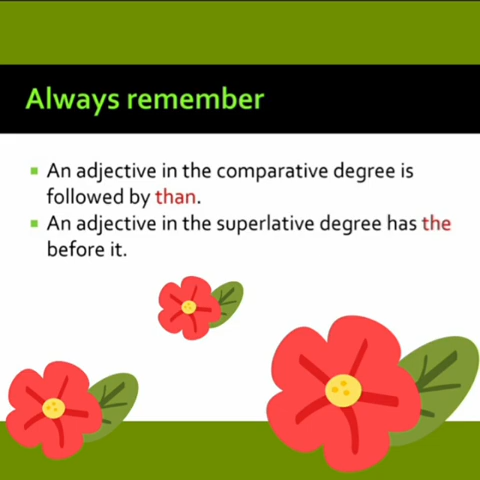 Always remember
An adjective in the comparative degree is
followed by than.
An adjective in the superlative degree has the
before it.